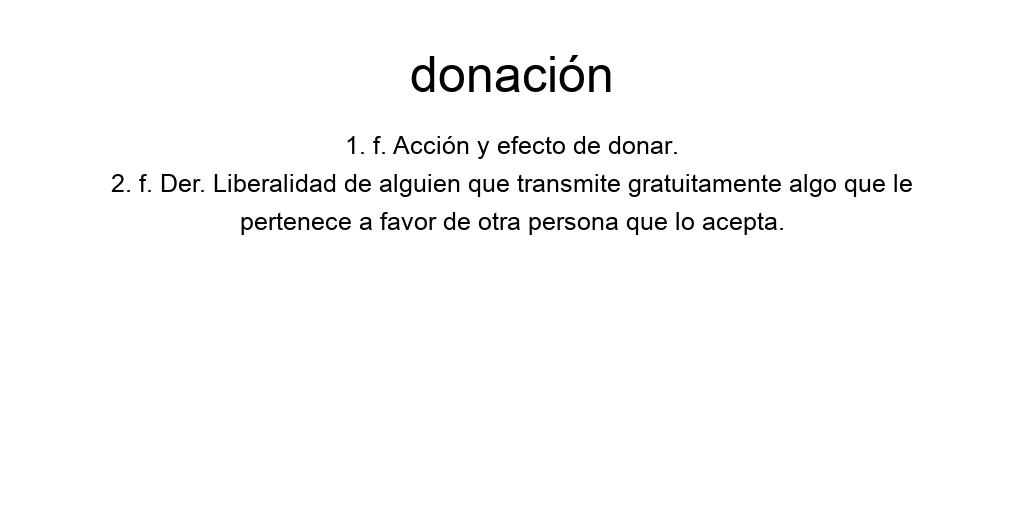 donación
1. f. Acción y efecto de donar.
2. f. Der. Liberalidad de alguien que transmite gratuitamente algo que le
pertenece a favor de otra persona que lo acepta.